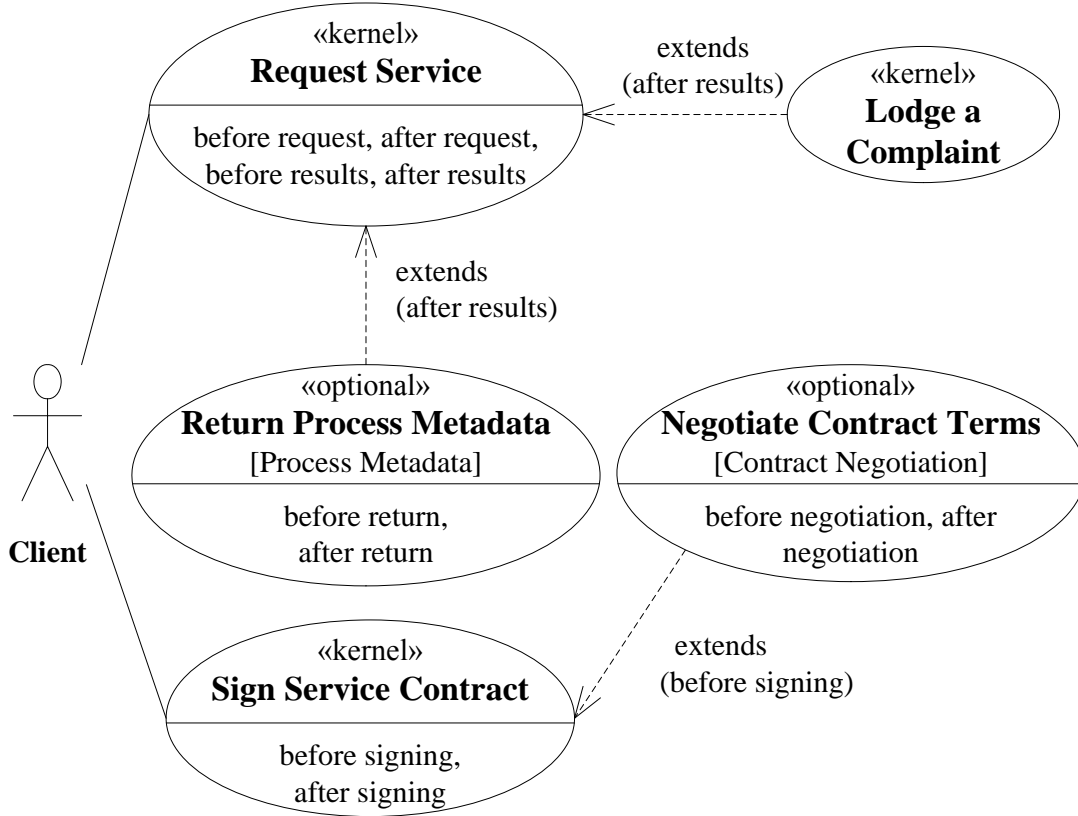 «kernel»
Request Service
before request, after request,
before results, after results
extends
(after results)
«kernel»
Lodge a
Complaint
extends
(after results)
«optional»
Return Process Metadata
[Process Metadata]
before return,
after return
«optional»
Negotiate Contract Terms
[Contract Negotiation]
before negotiation, after
negotiation
Client
extends
(before signing)
«kernel»
Sign Service Contract
before signing,
after signing